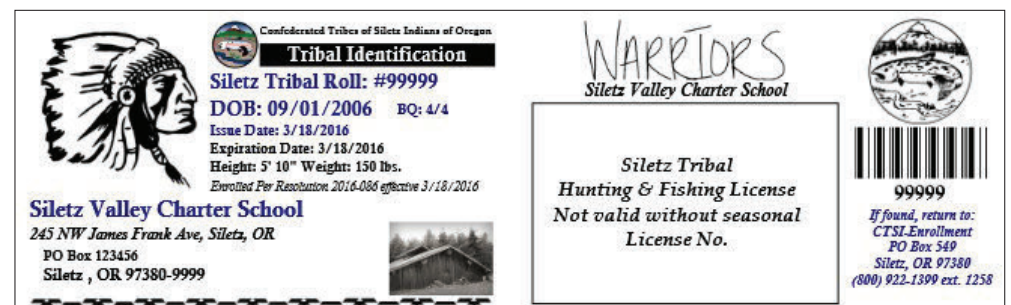 Confederated Tribes of Siletz Indians of Oregon
Tribal Identification
Siletz Tribal Roll: #99999
DOB: 09/01/2006 BQ: 4/4
Issue Date: 3/18/2016
Expiration Date: 3/18/2016
Height: 5' 10" Weight: 150 lbs.
Enrolled Per Resolution 2016-086 effective 3/18/2016
Siletz Valley Charter School
245 NW James Frank Ave, Siletz, OR
PO Box 123456
Siletz , OR 97380-9999
WARRIORS
Siletz Valley Charter School
Siletz Tribal
Hunting & Fishing License
Not valid without seasonal
License No.
99999
If found, return to:
CTSI-Enrollment
PO Box 549
Siletz, OR 97380
(800) 922-1399 ext. 1258